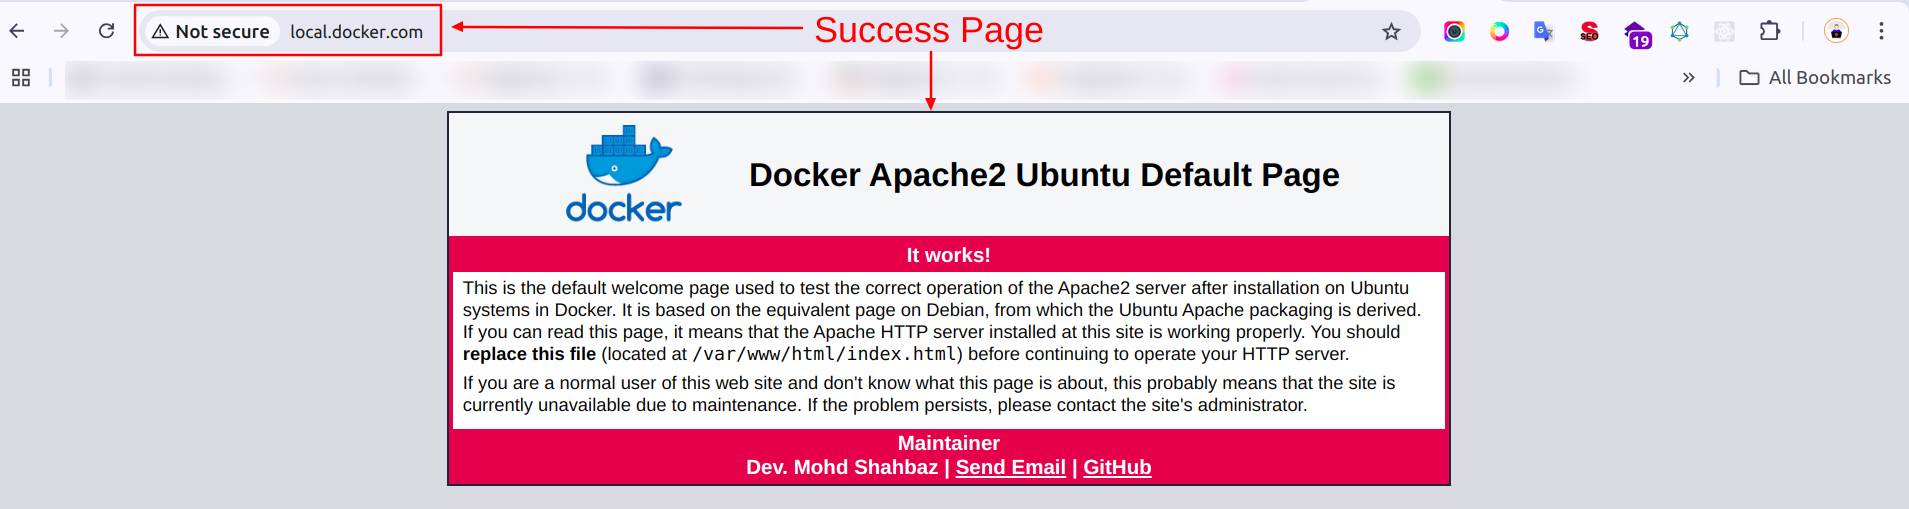 Not secure local.docker.com
Success Page
SEO
19
All Bookmarks
docker
Docker Apache2 Ubuntu Default Page
It works!
This is the default welcome page used to test the correct operation of the Apache2 server after installation on Ubuntu
systems in Docker. It is based on the equivalent page on Debian, from which the Ubuntu Apache packaging is derived.
If you can read this page, it means that the Apache HTTP server installed at this site is working properly. You should
replace this file (located at /var/www/html/index.html) before continuing to operate your HTTP server.
If you are a normal user of this web site and don't know what this page is about, this probably means that the site is
currently unavailable due to maintenance. If the problem persists, please contact the site's administrator.
Maintainer
Dev. Mohd Shahbaz | Send Email | GitHub